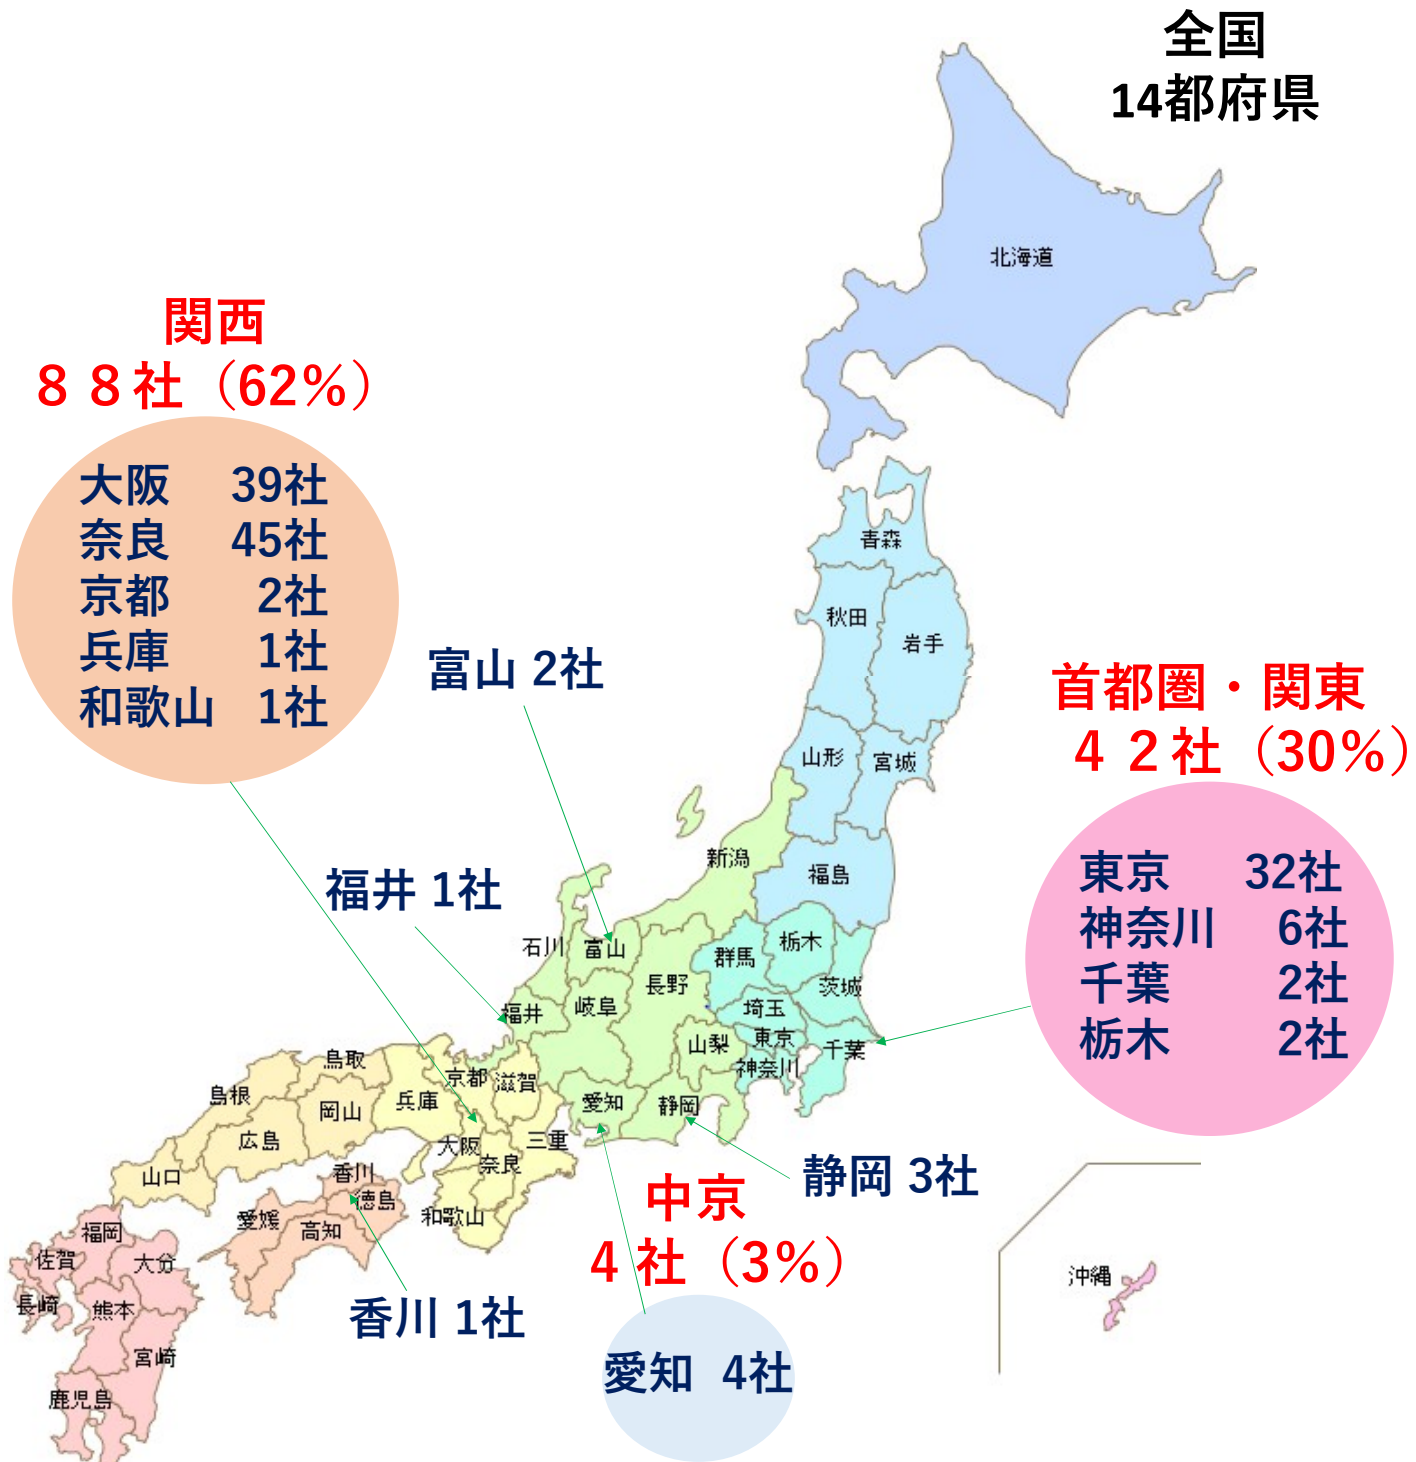 全国
14都府県
北海道
関西
８８社（62%）
大阪 39社
奈良 45社
京都 2社
兵庫 1社
和歌山 1社
青森
秋田
岩手
富山 2社
首都圏・関東
４２社（30%）
東京 32社
神奈川 6社
千葉 2社
栃木 2社
山形
宮城
新潟
福島
福井 1社
石川
富山
群馬
栃木
長野
茨城
福井
岐阜
埼玉
東京
山梨
千葉
神奈川
鳥取
京都
滋賀
島根
岡山
兵庫
愛知
静岡
広島
大阪
三重
奈良
山口
香川
徳島
静岡 3社
中京
４社（3%）
愛知 4社
和歌山
愛媛
高知
福岡
佐賀
大分
長崎
熊本
宮崎
鹿児島
香川 1社
沖縄